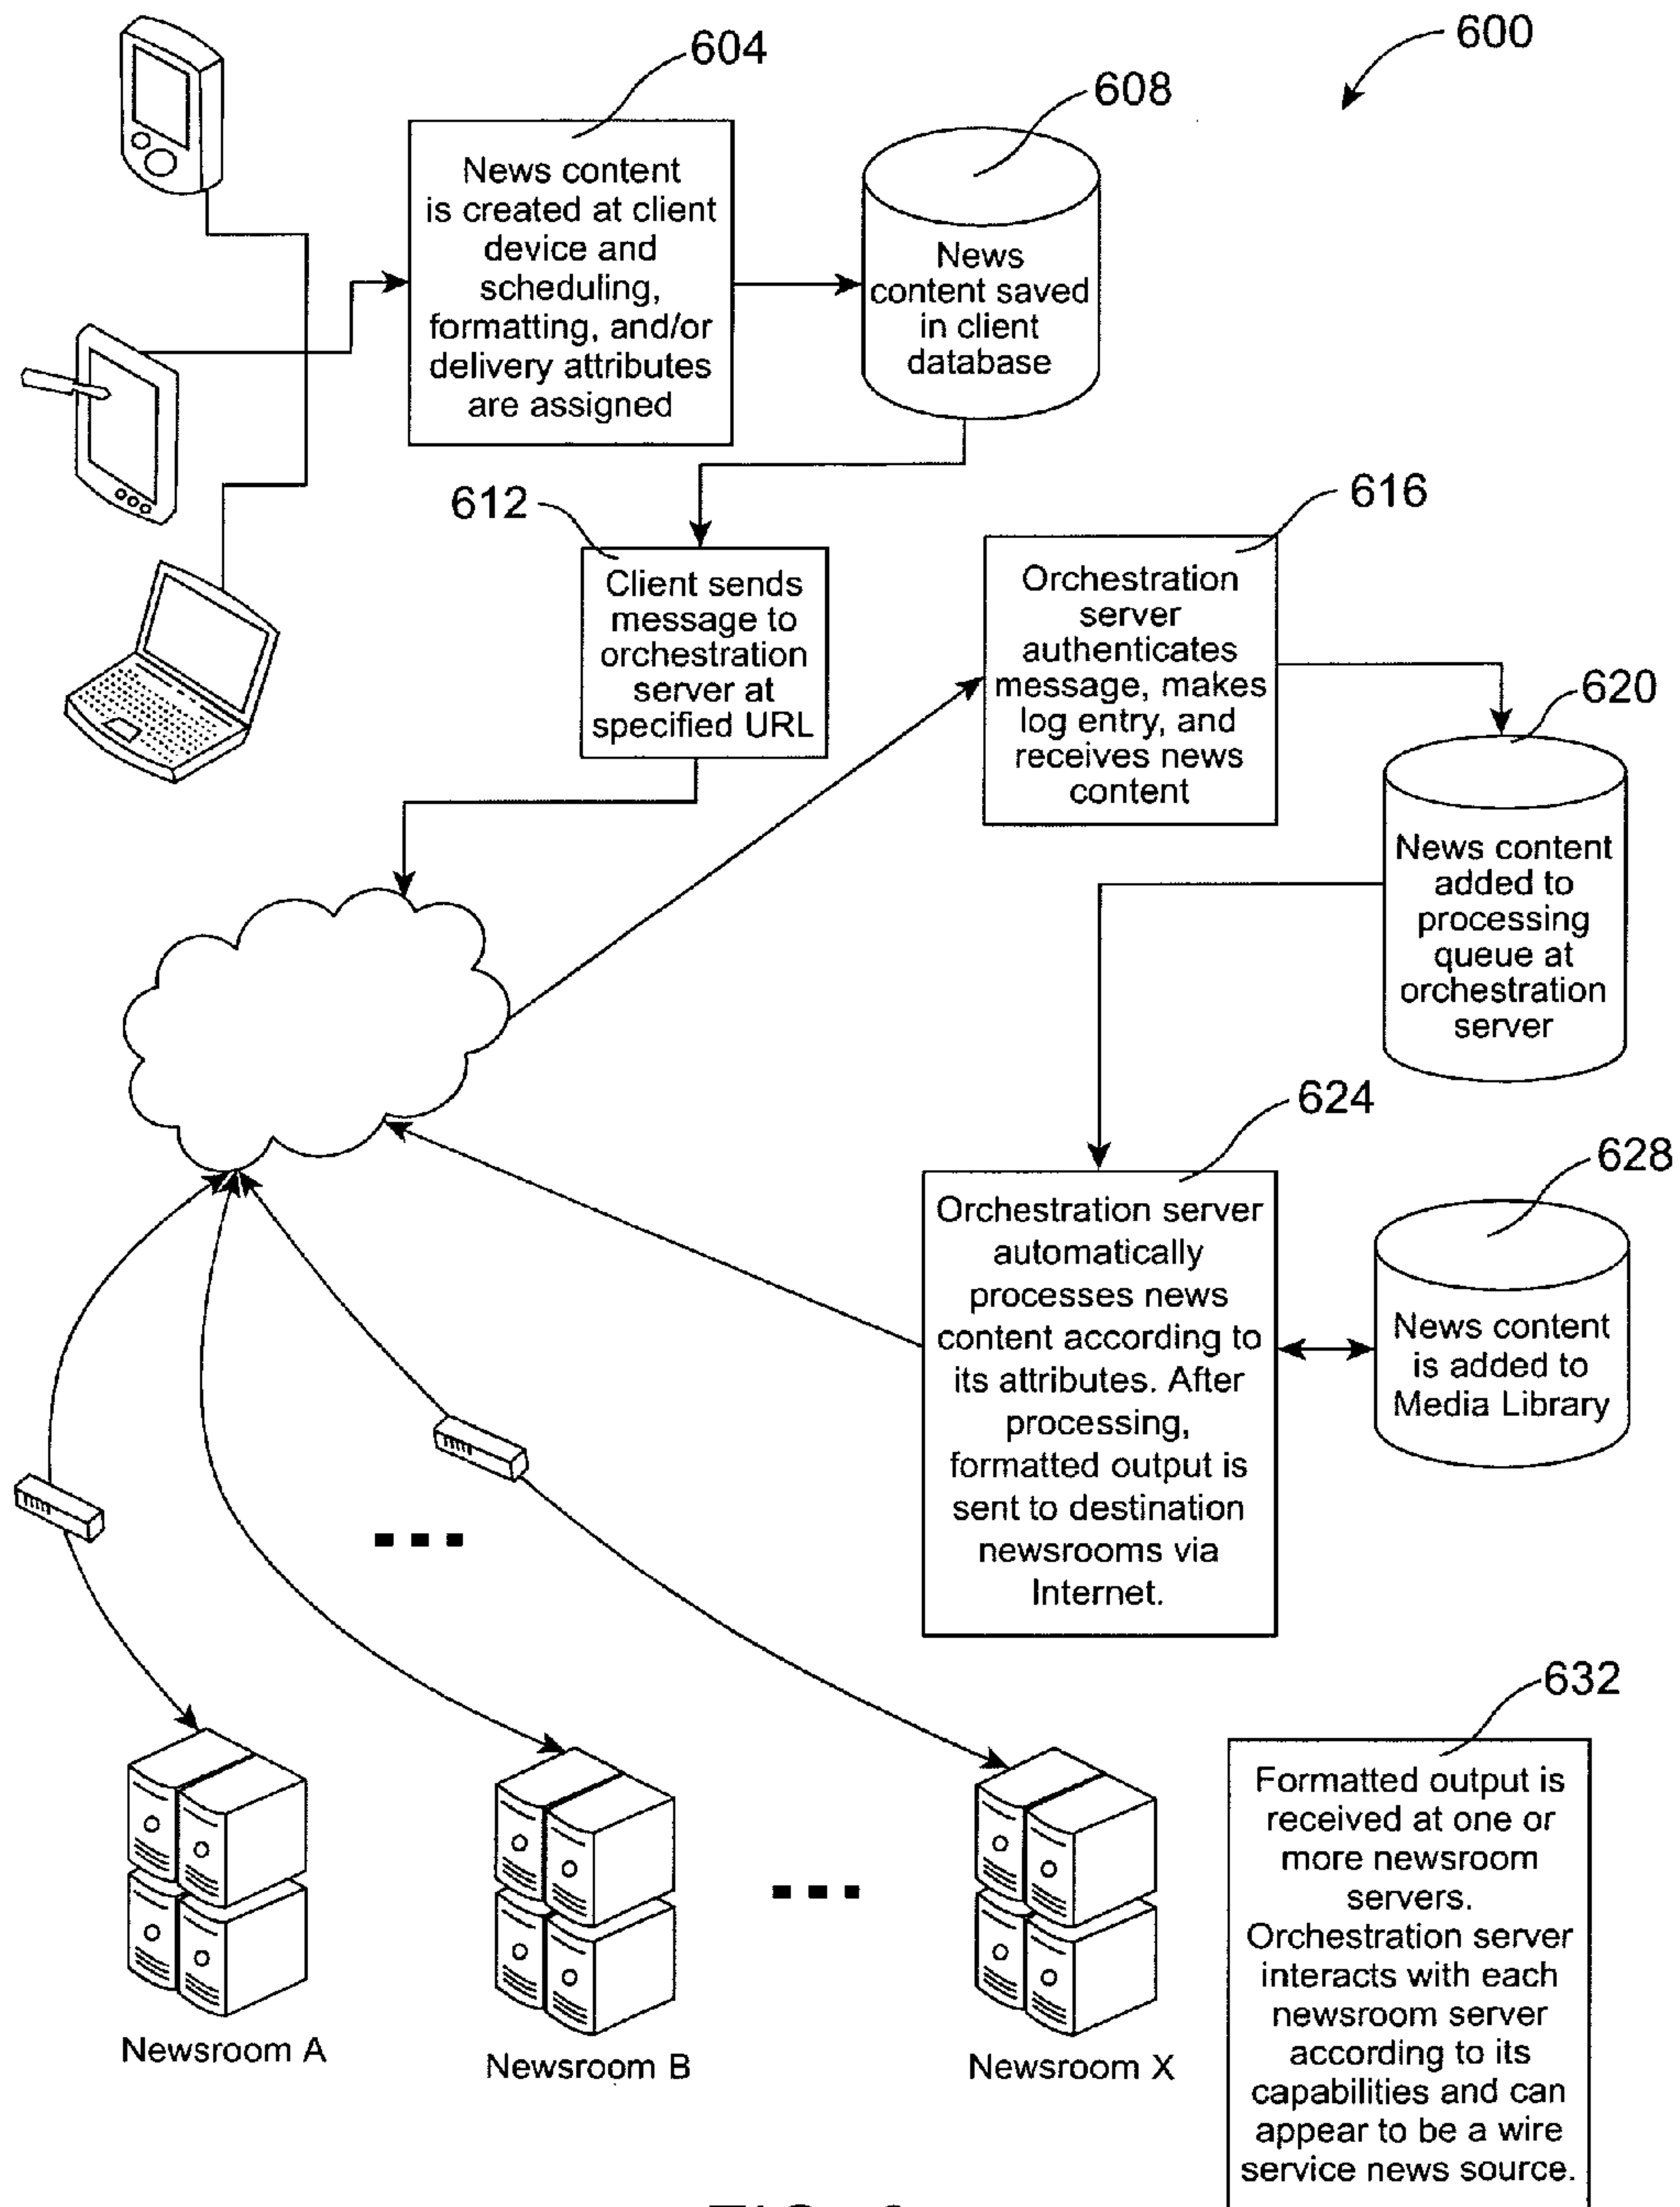 600
604
News content
is created at client
device and
scheduling,
formatting, and/or
delivery attributes
are assigned
608
News
content saved
in client
database
612
Client sends
message to
orchestration
server at
specified URL
616
Orchestration
server
authenticates
message, makes
log entry, and
receives news
content
620
News content
added to
processing
queue at
orchestration
server
624
Orchestration server
automatically
processes news
content according to
its attributes. After
processing,
formatted output is
sent to destination
newsrooms via
Internet.
628
News content
is added to
Media Library
632
Formatted output is
received at one or
more newsroom
servers.
Orchestration server
interacts with each
newsroom server
according to its
capabilities and can
appear to be a wire
service news source.
Newsroom A
Newsroom B
Newsroom X